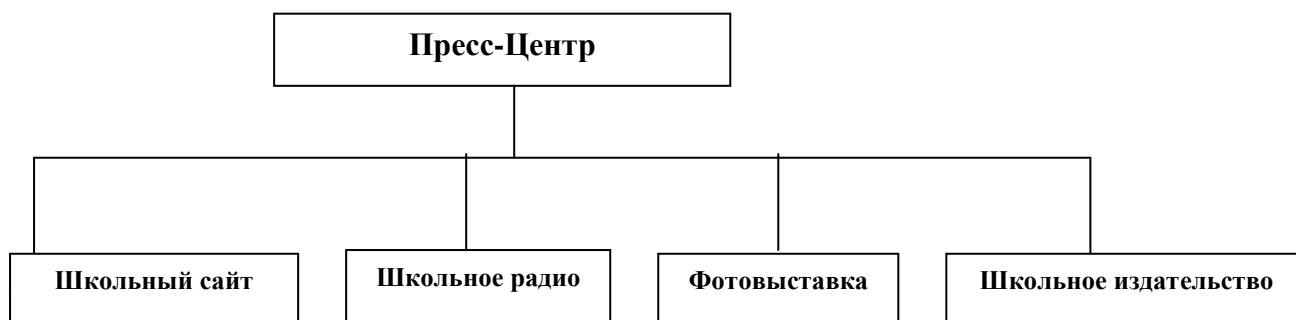 Пресс-Центр
Школьный сайт
Школьное радио
Фотовыставка
Школьное издательство